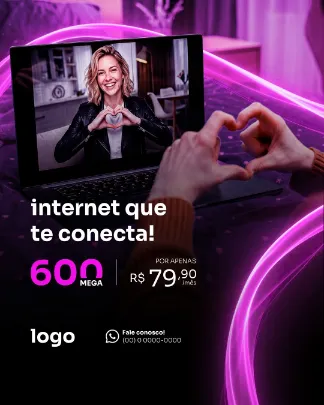 internet que
te conecta!
600
MEGA
POR APENAS
R$ 79,90
/mês
logo
Fale conosco!
(00) 0 0000-0000